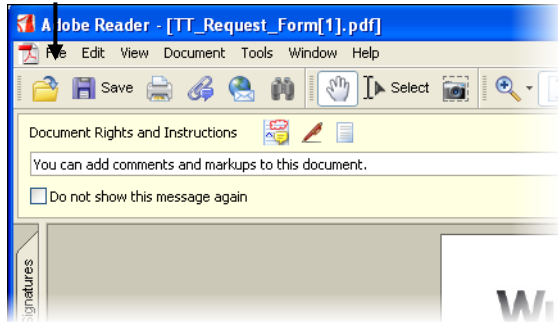 Adobe Reader - [TT_Request_Form[1].pdf]
File Edit View Document Tools Window Help
Save Select
Document Rights and Instructions
You can add comments and markups to this document.
Do not show this message again
ignatures